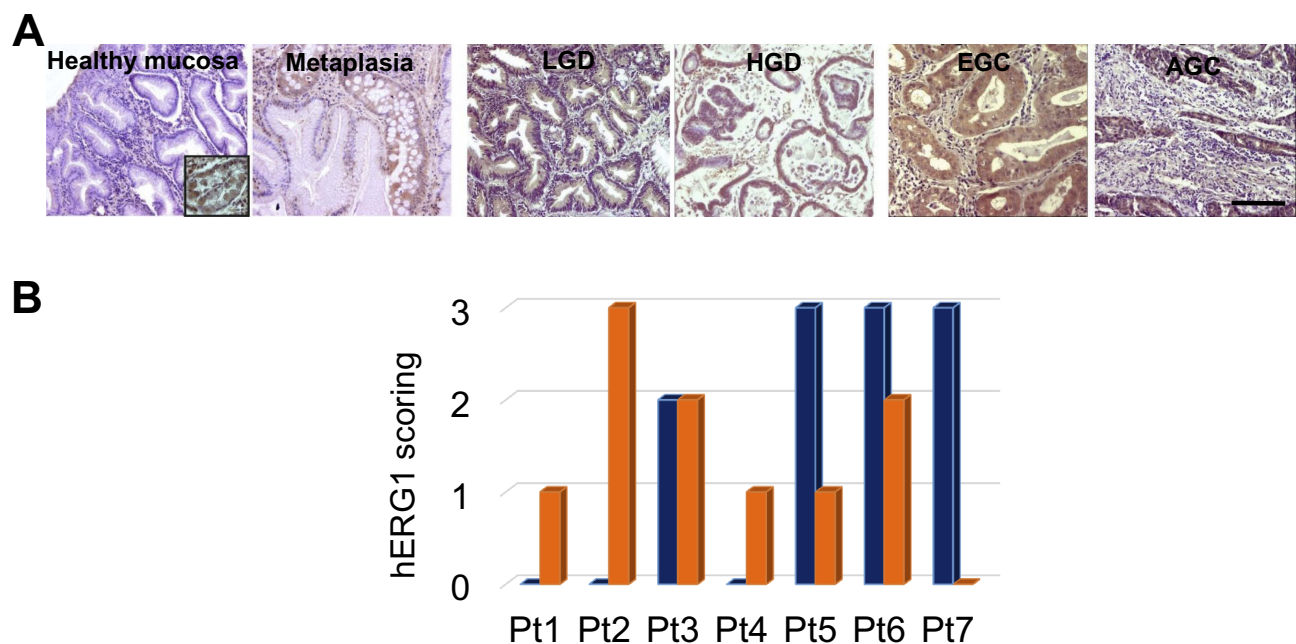 A
Healthy mucosa
Metaplasia
LGD
HGD
EGC
AGC
B
hERG1 scoring
3
2
1
0
Pt1 Pt2 Pt3 Pt4 Pt5 Pt6 Pt7